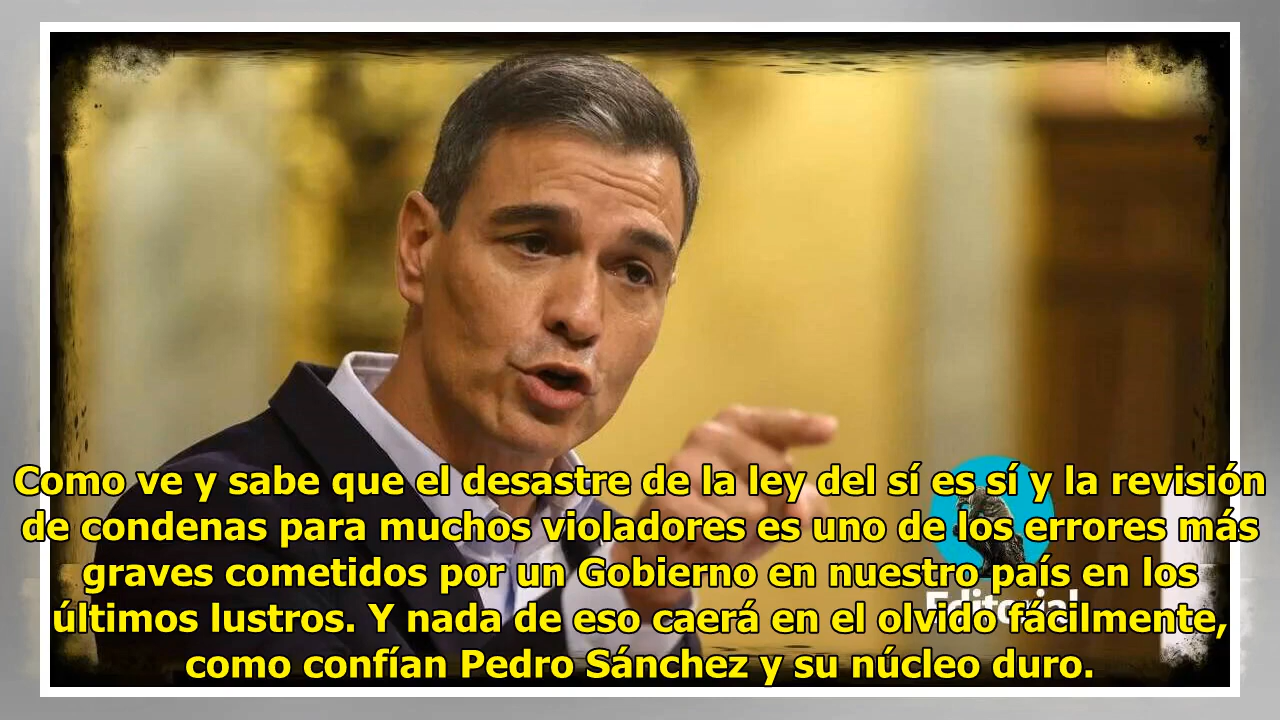 Como ve y sabe que el desastre de la ley del sí es sí y la revisión
de condenas para muchos violadores es uno de los errores más
graves cometidos por un Gobierno en nuestro país en los
últimos lustros. Y nada de eso caerá en el olvido fácilmente,
como confían Pedro Sánchez y su núcleo duro.
Editorial